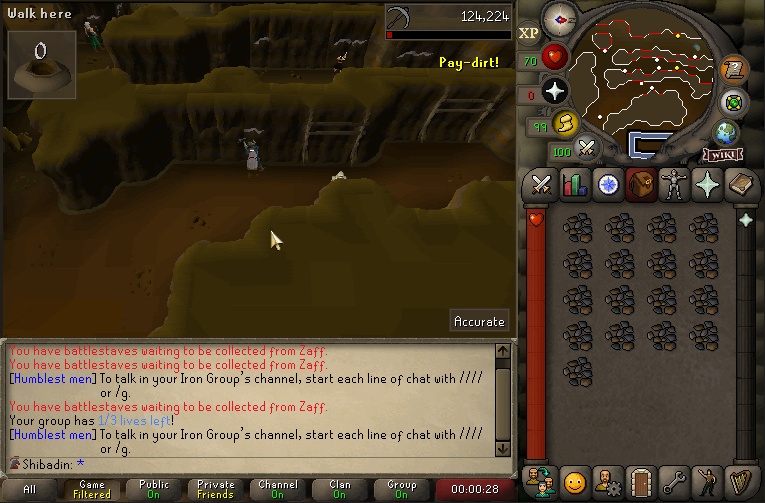 Walk here
0
124,224
Pay-dirt!
XP
70
0
99
100
WIKI
Accurate
You have battlestaves waiting to be collected from Zaff.
You have battlestaves waiting to be collected from Zaff.
[Humblest men] To talk in your Iron Group's channel, start each line of chat with ////
or /g.
You have battlestaves waiting to be collected from Zaff.
Your group has 1/3 lives left!
[Humblest men] To talk in your Iron Group's channel, start each line of chat with ////
or /g.
Shibadin: *
All
Game
Filtered
Public
On
Private
Friends
Channel
On
Clan
On
Group
On
00:00:28